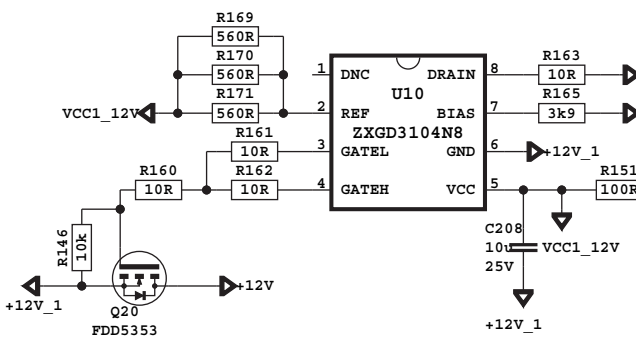 R169
560R
R170
560R
R171
560R
VCC1_12V
1
DNC
2
REF
3
GATEL
4
GATEH
U10
ZXGD3104N8
DRAIN
8
BIAS
7
GND
6
VCC
5
R163
10R
R165
3k9
+12V_1
R151
100R
R161
10R
R162
10R
R160
10R
R146
10k
C208
10u
25V
VCC1_12V
+12V_1
+12V_1
+12V
Q20
FDD5353